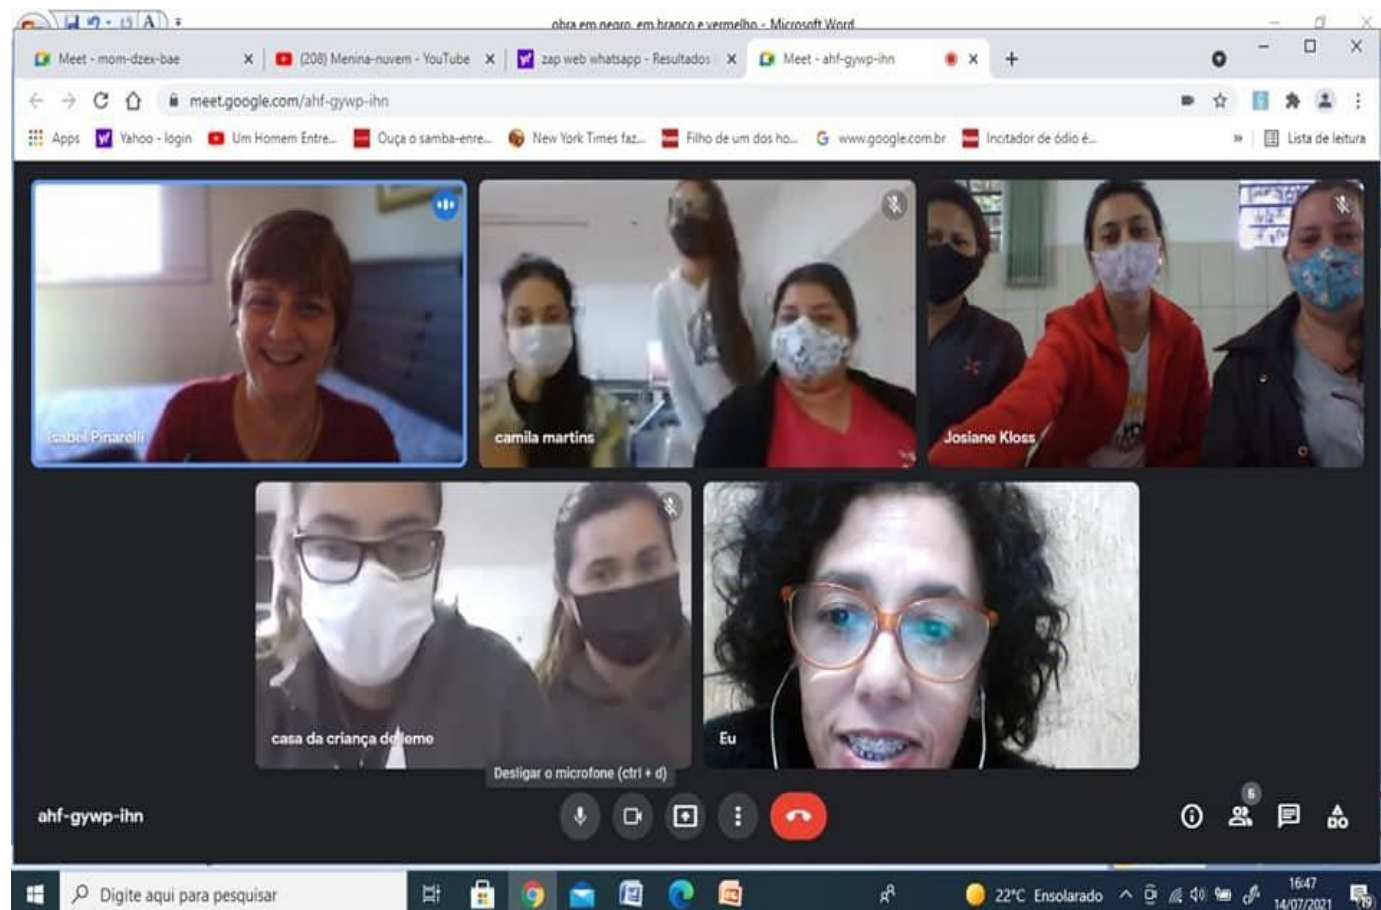 obra em negro, em branco e vermelho - Microsoft Word
Meet - mom-dzex-bae
(208) Menina-nuvem - YouTube
zap web whatsapp - Resultados
Meet - ahf-gywp-ihn
meet.google.com/ahf-gywp-ihn
Apps
Yahoo - login
Um Homem Entre...
Ouça o samba-enre...
New York Times faz...
Filho de um dos ho...
www.google.com.br
Incitador de ódio é...
»
Lista de leitura
Isabel Pinarelli
camila martins
Josiane Kloss
casa da criança de leme
Eu
Desligar o microfone (ctrl + d)
ahf-gywp-ihn
Digite aqui para pesquisar
22°C Ensolarado
16:47
14/07/2021